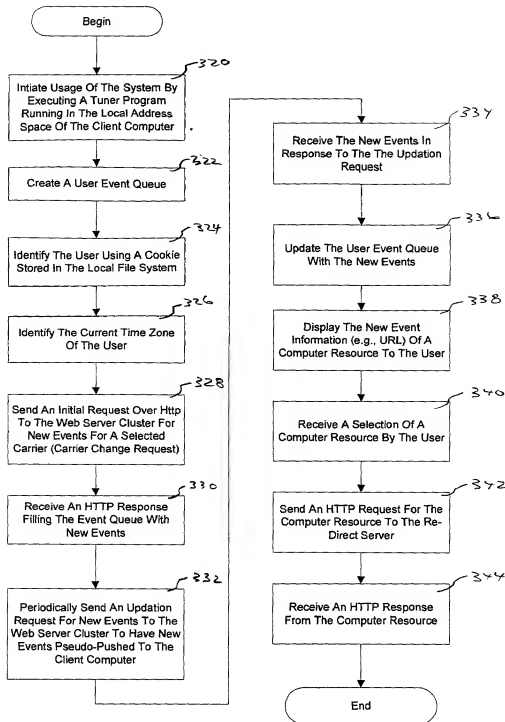 Begin
320
Intiate Usage Of The System By
Executing A Tuner Program
Running In The Local Address
Space Of The Client Computer
322
Create A User Event Queue
324
Identify The User Using A Cookie
Stored In The Local File System
326
Identify The Current Time Zone
Of The User
328
Send An Initial Request Over Http
To The Web Server Cluster For
New Events For A Selected
Carrier (Carrier Change Request)
330
Receive An HTTP Response
Filling The Event Queue With
New Events
332
Periodically Send An Updation
Request For New Events To The
Web Server Cluster To Have New
Events Pseudo-Pushed To The
Client Computer
334
Receive The New Events In
Response To The The Updation
Request
336
Update The User Event Queue
With The New Events
338
Display The New Event
Information (e.g., URL) Of A
Computer Resource To The User
340
Receive A Selection Of A
Computer Resource By The User
342
Send An HTTP Request For The
Computer Resource To The Re-
Direct Server
344
Receive An HTTP Response
From The Computer Resource
End